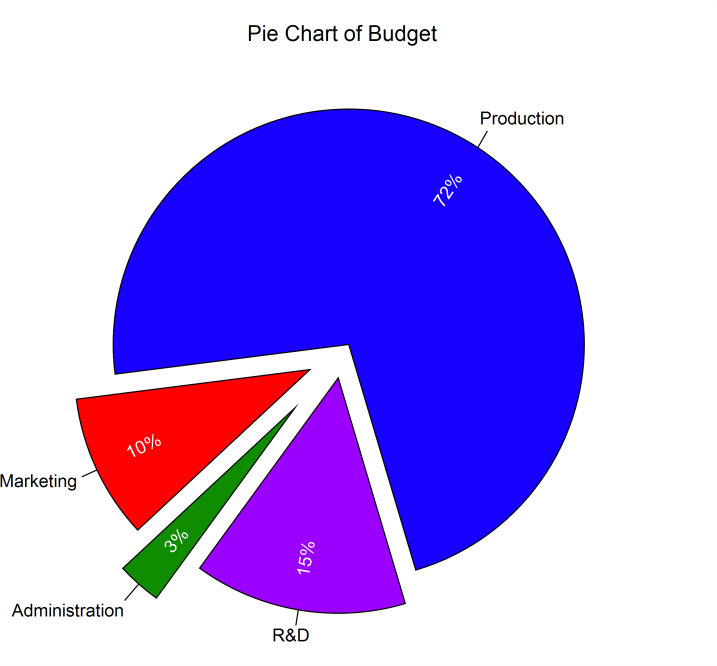 Pie Chart of Budget
Production
72%
10%
Marketing
3%
15%
Administration
R&D